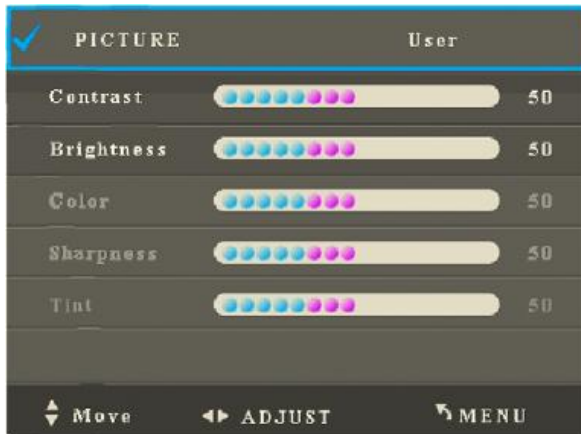 PICTURE User
Contrast 50
Brightness 50
Color 50
Sharpness 50
Tint 50
Move ADJUST MENU